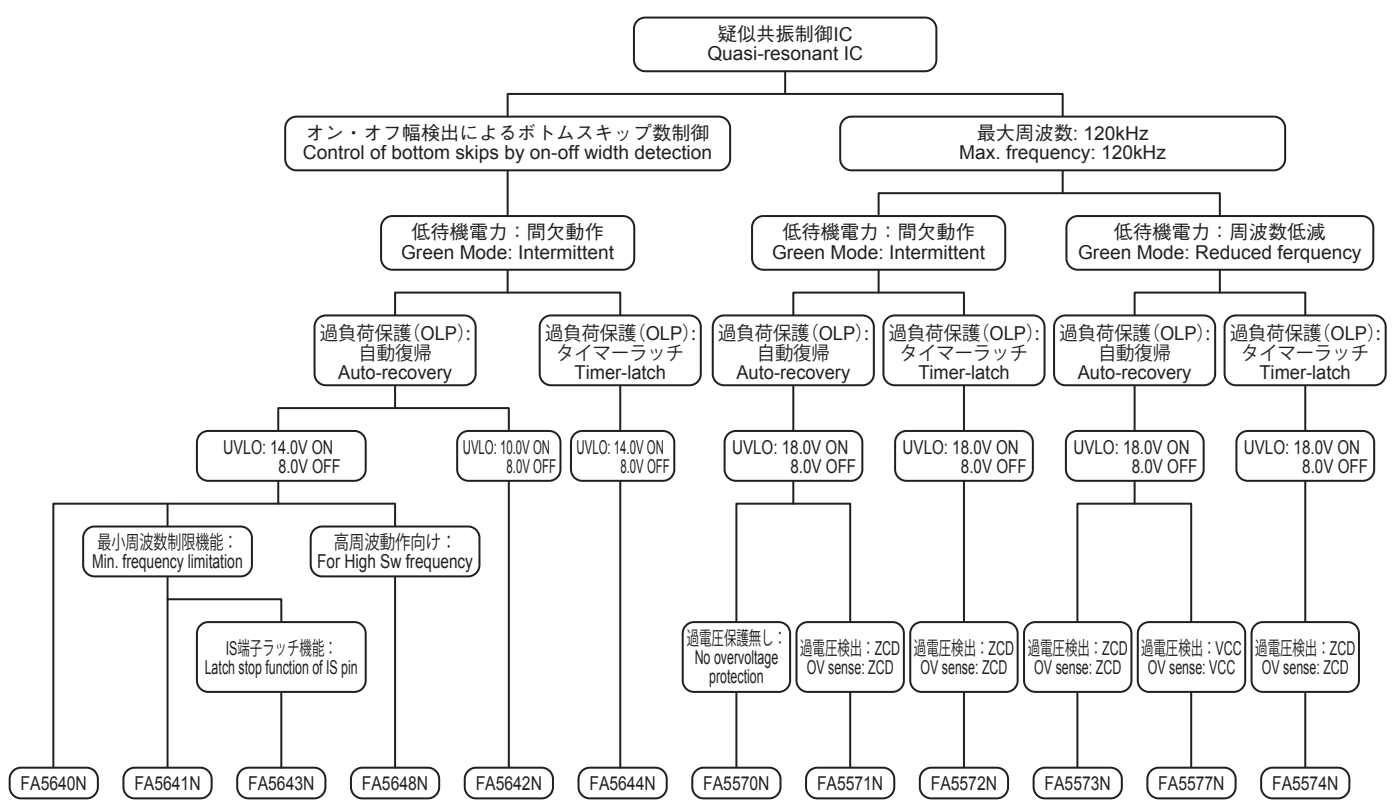 疑似共振制御IC
Quasi-resonant IC
オン・オフ幅検出によるボトムスキップ数制御
Control of bottom skips by on-off width detection
最大周波数: 120kHz
Max. frequency: 120kHz
低待機電力：間欠動作
Green Mode: Intermittent
低待機電力：間欠動作
Green Mode: Intermittent
低待機電力：周波数低減
Green Mode: Reduced ferquency
過負荷保護(OLP):
自動復帰
Auto-recovery
過負荷保護(OLP):
タイマーラッチ
Timer-latch
過負荷保護(OLP):
自動復帰
Auto-recovery
過負荷保護(OLP):
タイマーラッチ
Timer-latch
過負荷保護(OLP):
自動復帰
Auto-recovery
過負荷保護(OLP):
タイマーラッチ
Timer-latch
UVLO: 14.0V ON
8.0V OFF
UVLO: 10.0V ON
8.0V OFF
UVLO: 14.0V ON
8.0V OFF
UVLO: 18.0V ON
8.0V OFF
UVLO: 18.0V ON
8.0V OFF
UVLO: 18.0V ON
8.0V OFF
UVLO: 18.0V ON
8.0V OFF
最小周波数制限機能：
Min. frequency limitation
高周波動作向け：
For High Sw frequency
IS端子ラッチ機能：
Latch stop function of IS pin
過電圧保護無し：
No overvoltage
protection
過電圧検出：ZCD
OV sense: ZCD
過電圧検出：ZCD
OV sense: ZCD
過電圧検出：ZCD
OV sense: ZCD
過電圧検出：VCC
OV sense: VCC
過電圧検出：ZCD
OV sense: ZCD
FA5640N
FA5641N
FA5643N
FA5648N
FA5642N
FA5644N
FA5570N
FA5571N
FA5572N
FA5573N
FA5577N
FA5574N